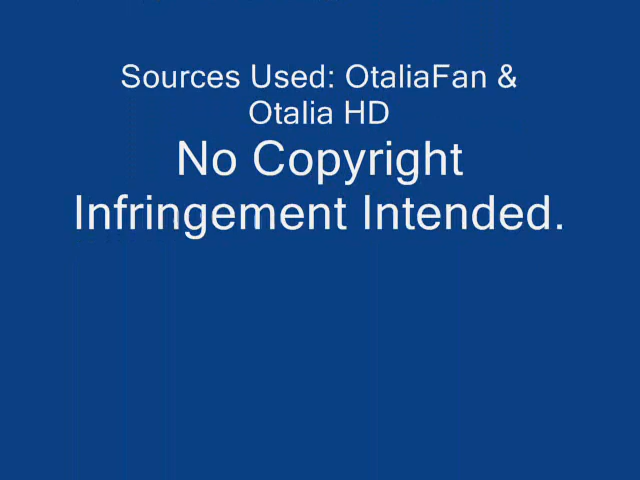 Sources Used: OtaliaFan &
Otalia HD
No Copyright
Infringement Intended.